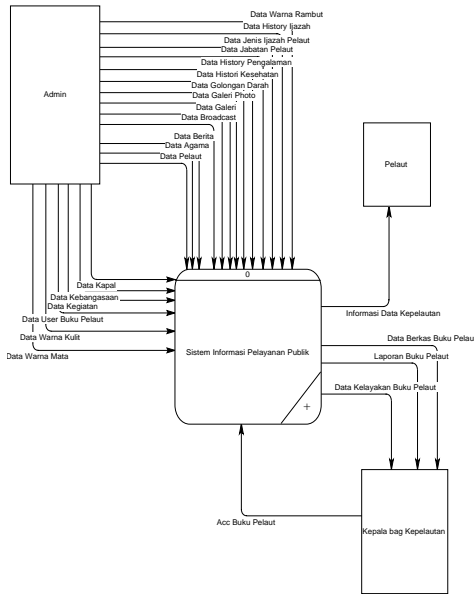 Data Warna Rambut
Data History Ijazah
Data Jenis Ijazah Pelaut
Data Jabatan Pelaut
Data History Pengalaman
Data Histori Kesehatan
Data Golongan Darah
Data Galeri Photo
Data Galeri
Data Broadcast
Data Berita
Data Agama
Data Pelaut
Admin
Pelaut
0
Data Kapal
Data Kebangasaan
Data Kegiatan
Data User Buku Pelaut
Data Warna Kulit
Data Warna Mata
Sistem Informasi Pelayanan Publik
+
Informasi Data Kepelautan
Data Berkas Buku Pelau
Laporan Buku Pelaut
Data Kelayakan Buku Pelaut
Acc Buku Pelaut
Kepala bag Kepelautan